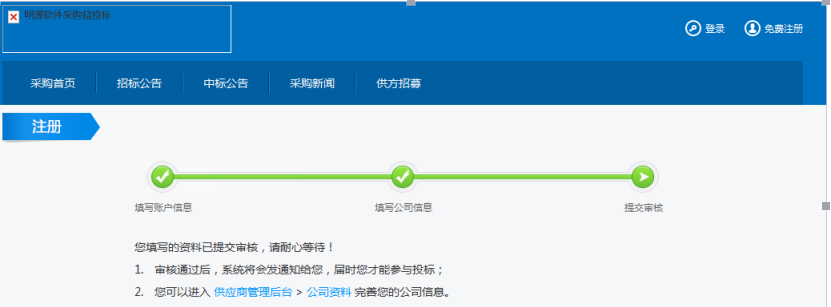 明源软件采购招投标
登录
免费注册
采购首页
招标公告
中标公告
采购新闻
供方招募
注册
填写账户信息
填写公司信息
提交审核
您填写的资料已提交审核，请耐心等待！
1. 审核通过后，系统将会发通知给您，届时您才能参与投标；
2. 您可以进入 供应商管理后台 > 公司资料 完善您的公司信息。